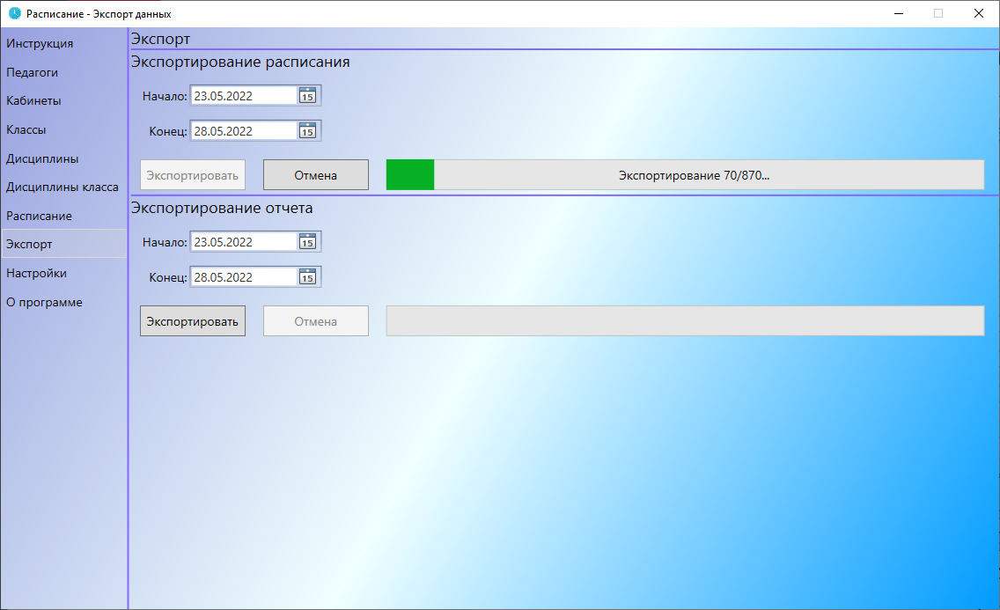 Расписание - Экспорт данных
Инструкция
Педагоги
Кабинеты
Классы
Дисциплины
Дисциплины класса
Расписание
Экспорт
Настройки
О программе
Экспорт
Экспортирование расписания
Начало: 23.05.2022 15
Конец: 28.05.2022 15
Экспортировать Отмена Экспортирование 70/870...
Экспортирование отчета
Начало: 23.05.2022 15
Конец: 28.05.2022 15
Экспортировать Отмена